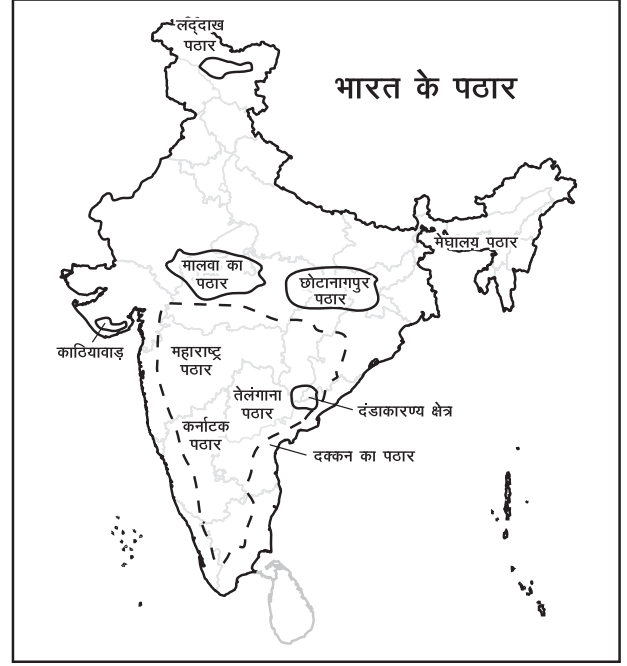 लद्दाख
पठार
भारत के पठार
मेघालय पठार
मालवा का
पठार
छोटानागपुर
पठार
काठियावाड़
महाराष्ट्र
पठार
तेलंगाना
पठार
दंडाकारण्य क्षेत्र
कर्नाटक
पठार
दक्कन का पठार